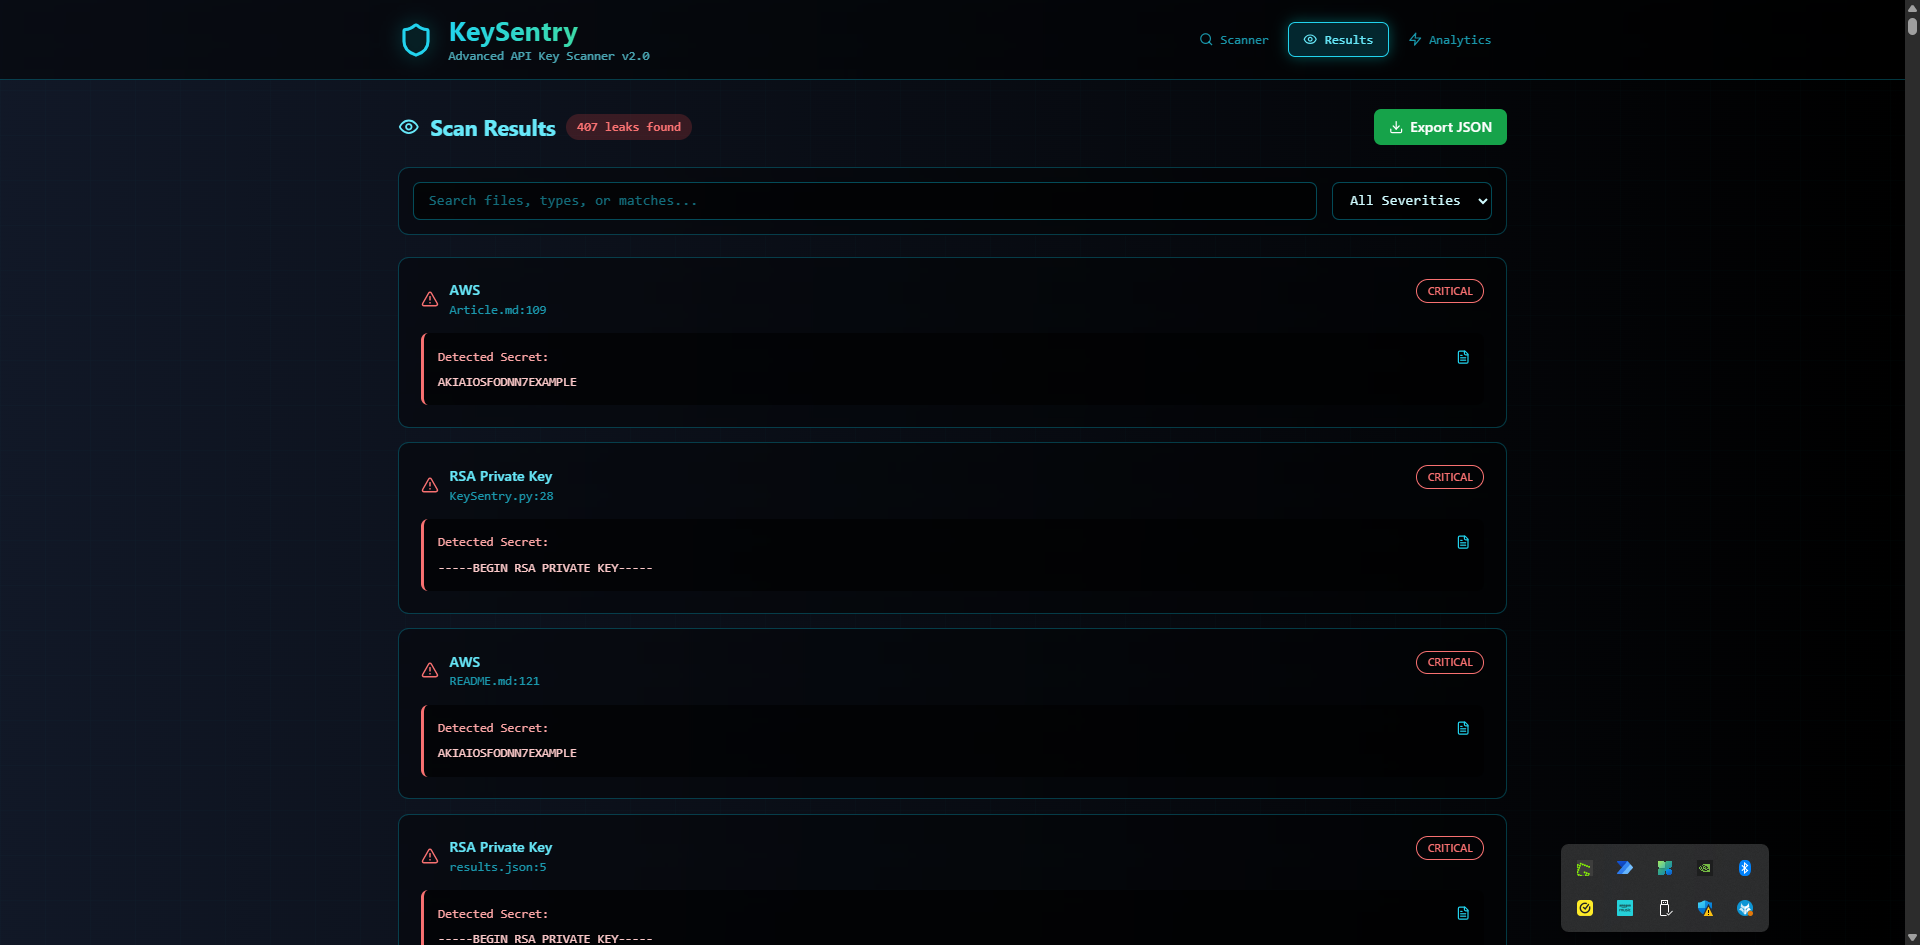 KeySentry
Advanced API Key Scanner v2.0
Scanner
Results
Analytics
Scan Results
407 leaks found
Export JSON
Search files, types, or matches...
All Severities
AWS
CRITICAL
Article.md:109
Detected Secret:
AKIAIOSFODNN7EXAMPLE
RSA Private Key
CRITICAL
KeySentry.py:28
Detected Secret:
-----BEGIN RSA PRIVATE KEY-----
AWS
CRITICAL
README.md:121
Detected Secret:
AKIAIOSFODNN7EXAMPLE
RSA Private Key
CRITICAL
results.json:5
Detected Secret:
-----BEGIN RSA PRIVATE KEY-----